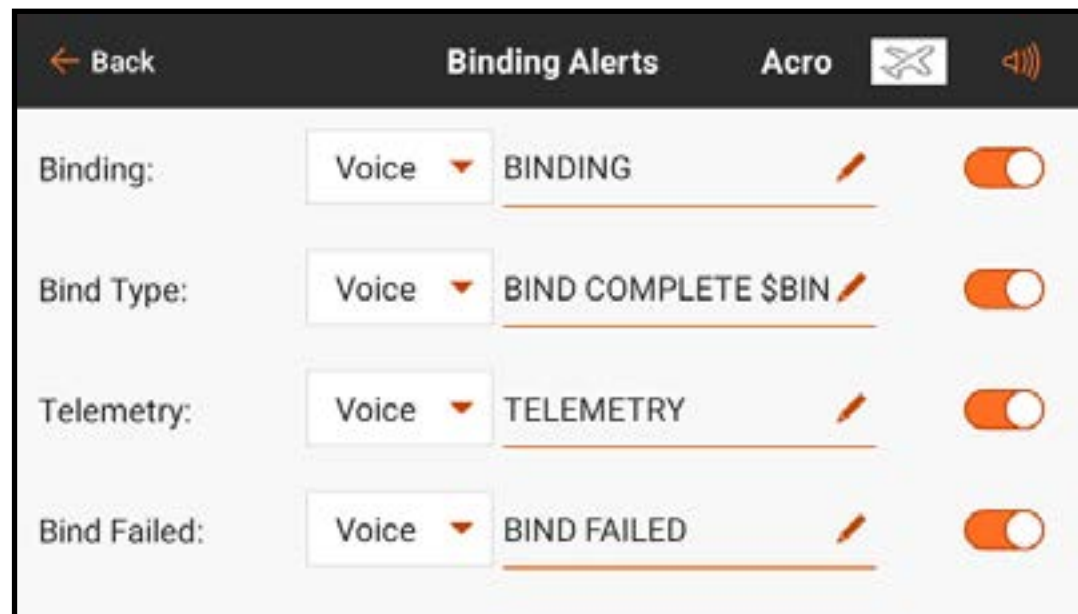 Back Binding Alerts Acro
Binding: Voice BINDING
Bind Type: Voice BIND COMPLETE $BIN
Telemetry: Voice TELEMETRY
Bind Failed: Voice BIND FAILED